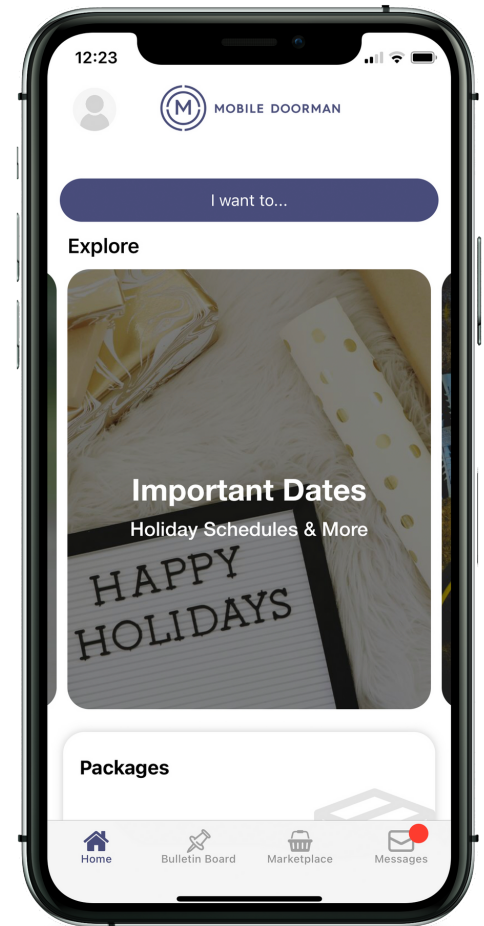 12:23
M MOBILE DOORMAN
I want to...
Explore
Important Dates
Holiday Schedules & More
HAPPY
HOLIDAYS
Packages
Home Bulletin Board Marketplace Messages